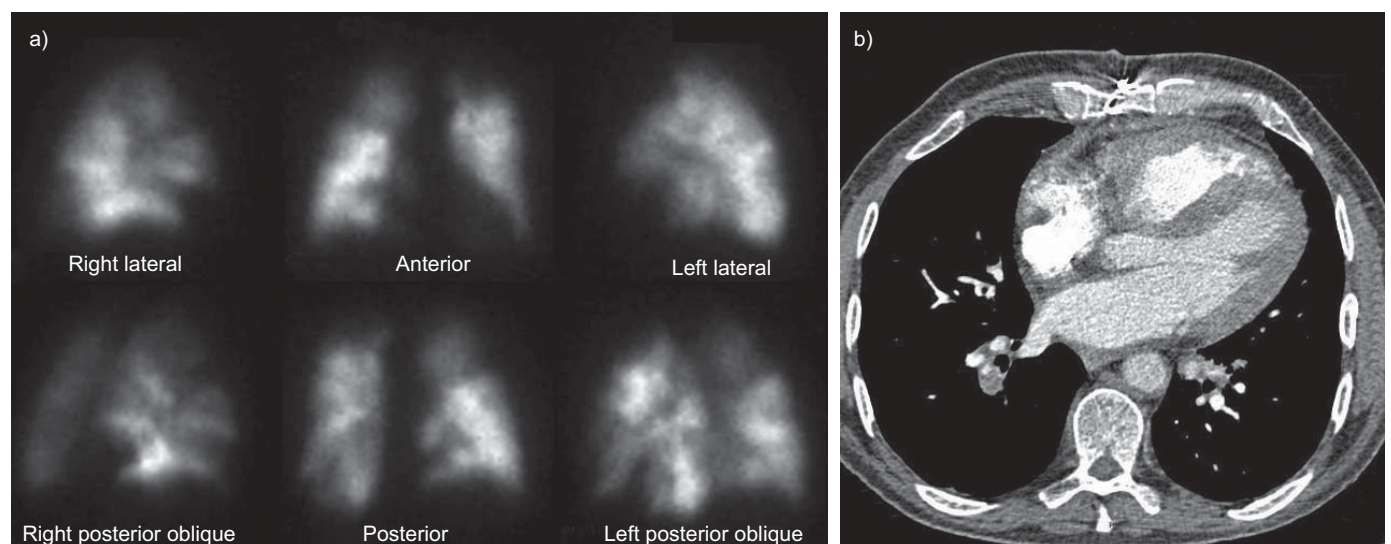 a)
Right lateral
Anterior
Left lateral
Right posterior oblique
Posterior
Left posterior oblique
b)